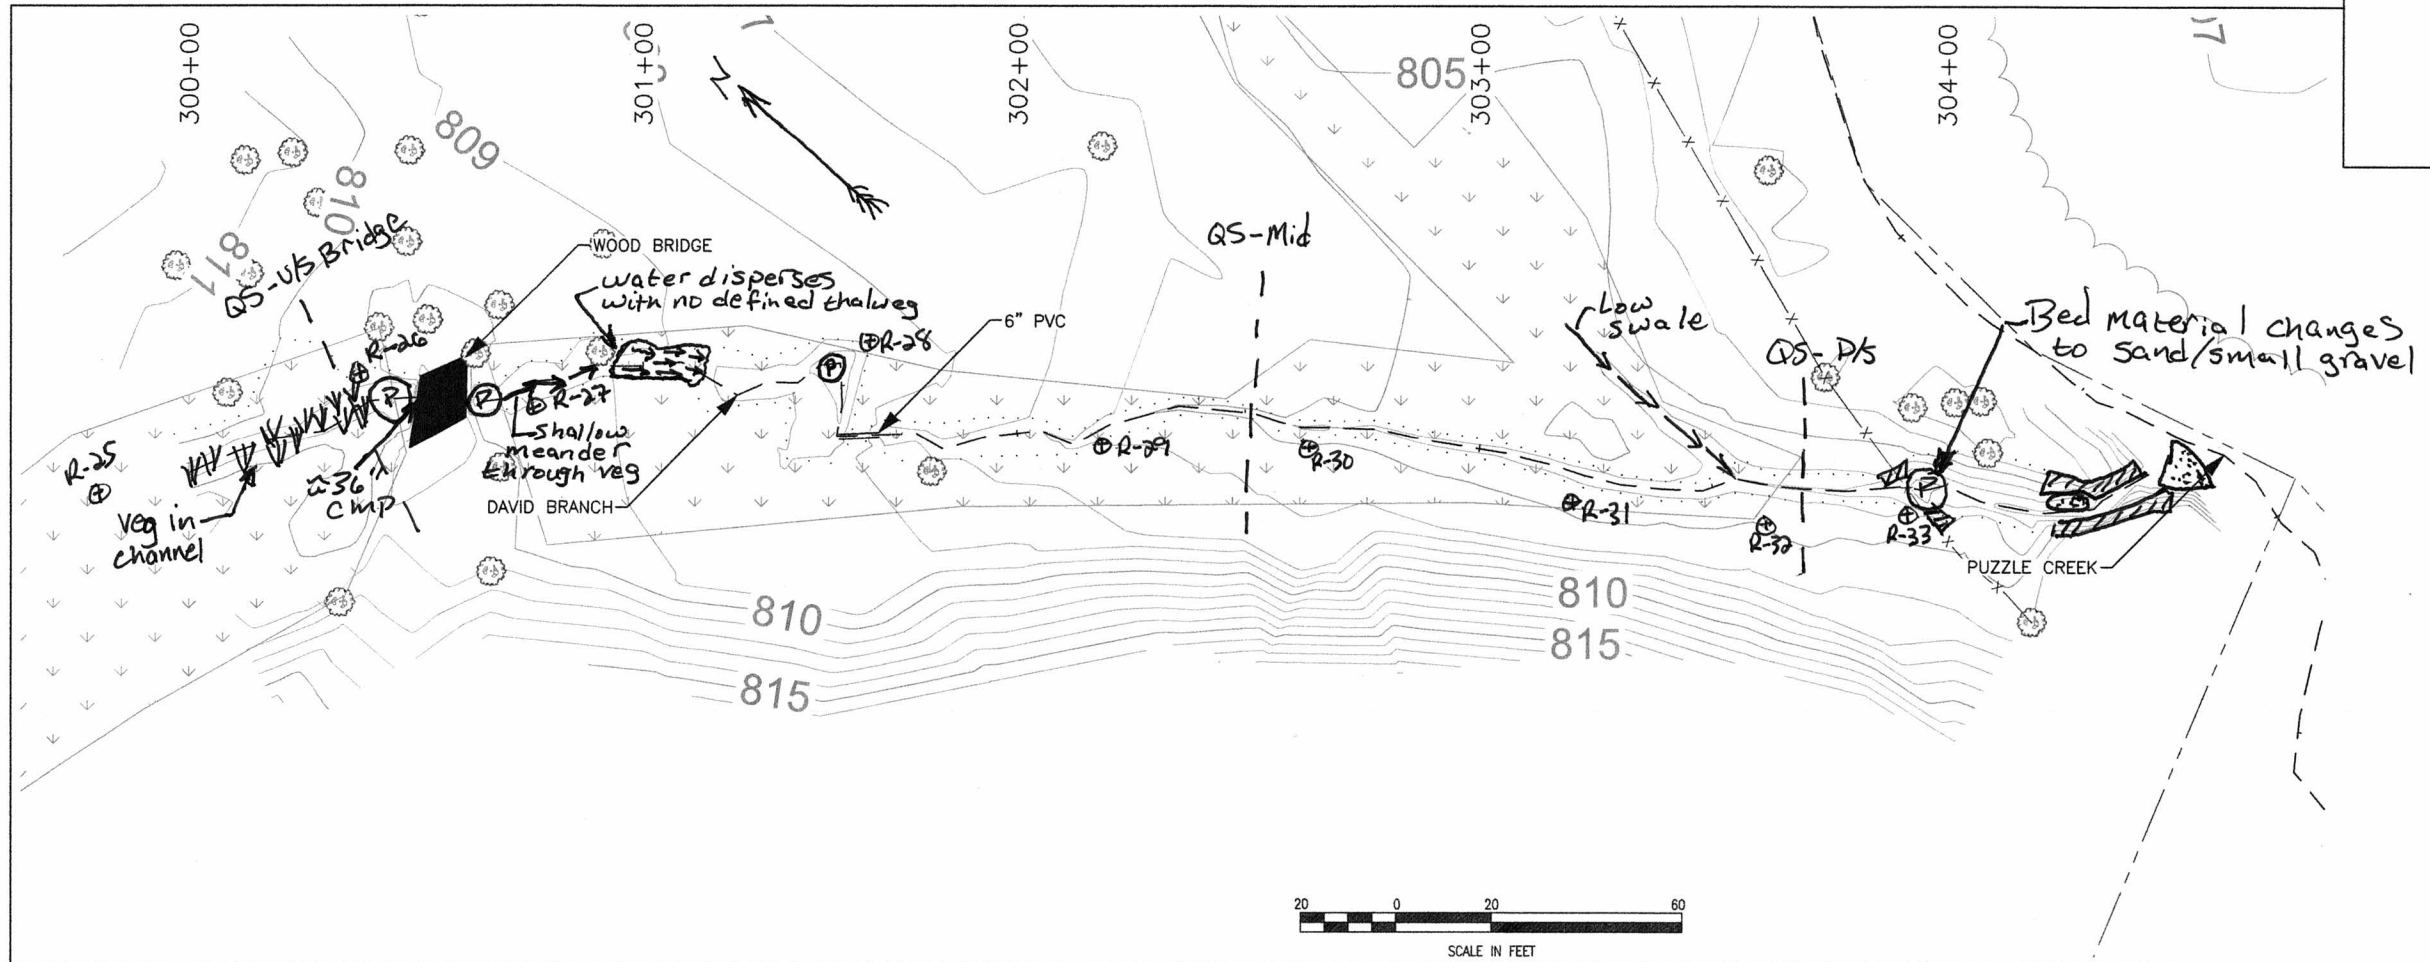 300+00
301+00
302+00
303+00
304+00
805
809
810
811
N
QS-U/S Bridge
WOOD BRIDGE
water disperses
with no defined thalweg
QS-Mid
6" PVC
R-28
Low
swale
QS-D/S
Bed material changes
to sand/small gravel
R-26
P
P
R-27
P
R-25
shallow
meander
through veg
R-29
R-30
36"
CMP
DAVID BRANCH
veg in
channel
R-31
R-32
P
R-33
PUZZLE CREEK
810
815
810
815
20 0 20 60
SCALE IN FEET